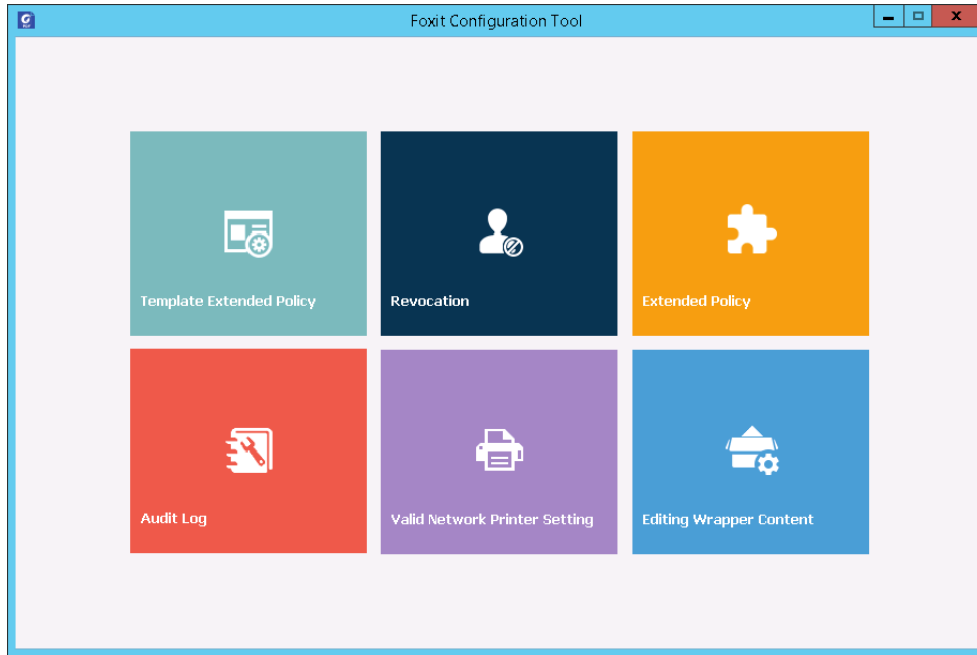 Foxit Configuration Tool
Template Extended Policy
Revocation
Extended Policy
Audit Log
Valid Network Printer Setting
Editing Wrapper Content